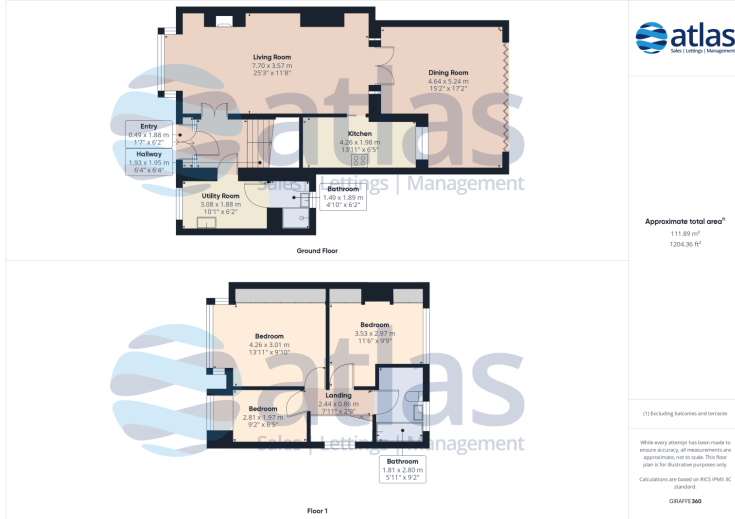 Living Room
7.70 x 3.57 m
25'3" x 11'8"
Dining Room
4.64 x 5.24 m
15'2" x 17'2"
Entry
0.49 x 1.88 m
1'7" x 6'2"
Hallway
1.93 x 1.95 m
6'4" x 6'4"
Kitchen
4.26 x 1.98 m
13'11" x 6'5"
Utility Room
3.08 x 1.88 m
10'1" x 6'2"
Bathroom
1.49 x 1.89 m
4'10" x 6'2"
atlas
Sales | Lettings | Management
Ground Floor
Bedroom
4.26 x 3.01 m
13'11" x 9'10"
Bedroom
3.53 x 2.97 m
11'6" x 9'9"
Landing
2.44 x 0.86 m
7'11" x 2'9"
Bedroom
2.81 x 1.97 m
9'2" x 6'5"
Bathroom
1.81 x 2.80 m
5'11" x 9'2"
atlas
Sales | Lettings | Management
Floor 1
atlas
Sales | Lettings | Management
Approximate total area⁽¹⁾
111.89 m²
1204.36 ft²
(1) Excluding balconies and terraces
While every attempt has been made to
ensure accuracy, all measurements are
approximate, not to scale. This floor
plan is for illustrative purposes only.
Calculations are based on RICS IPMS 3C
standard.
GIRAFFE360